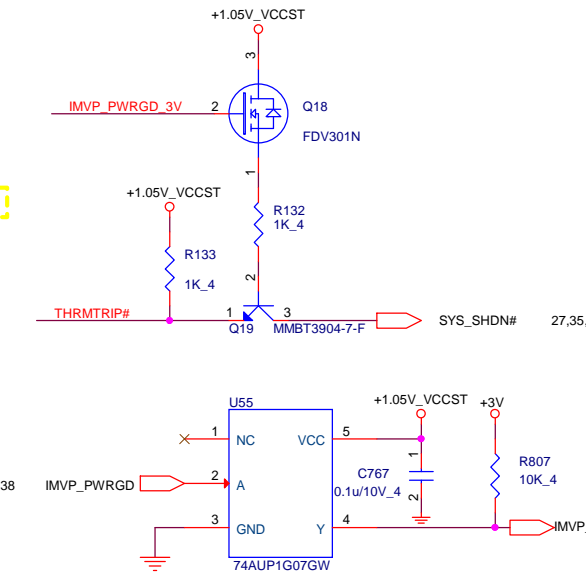 +1.05V_VCCST
3
IMVP_PWRGD_3V
2
Q18
FDV301N
1
+1.05V_VCCST
R132
1K_4
R133
1K_4
2
THRMTRIP#
1
3
Q19
MMBT3904-7-F
SYS_SHDN#
27,35,
U55
+1.05V_VCCST
+3V
1
NC
VCC
5
1
C767
0.1u/10V_4
2
R807
10K_4
38
IMVP_PWRGD
2
A
3
GND
Y
4
IMVP_
74AUP1G07GW